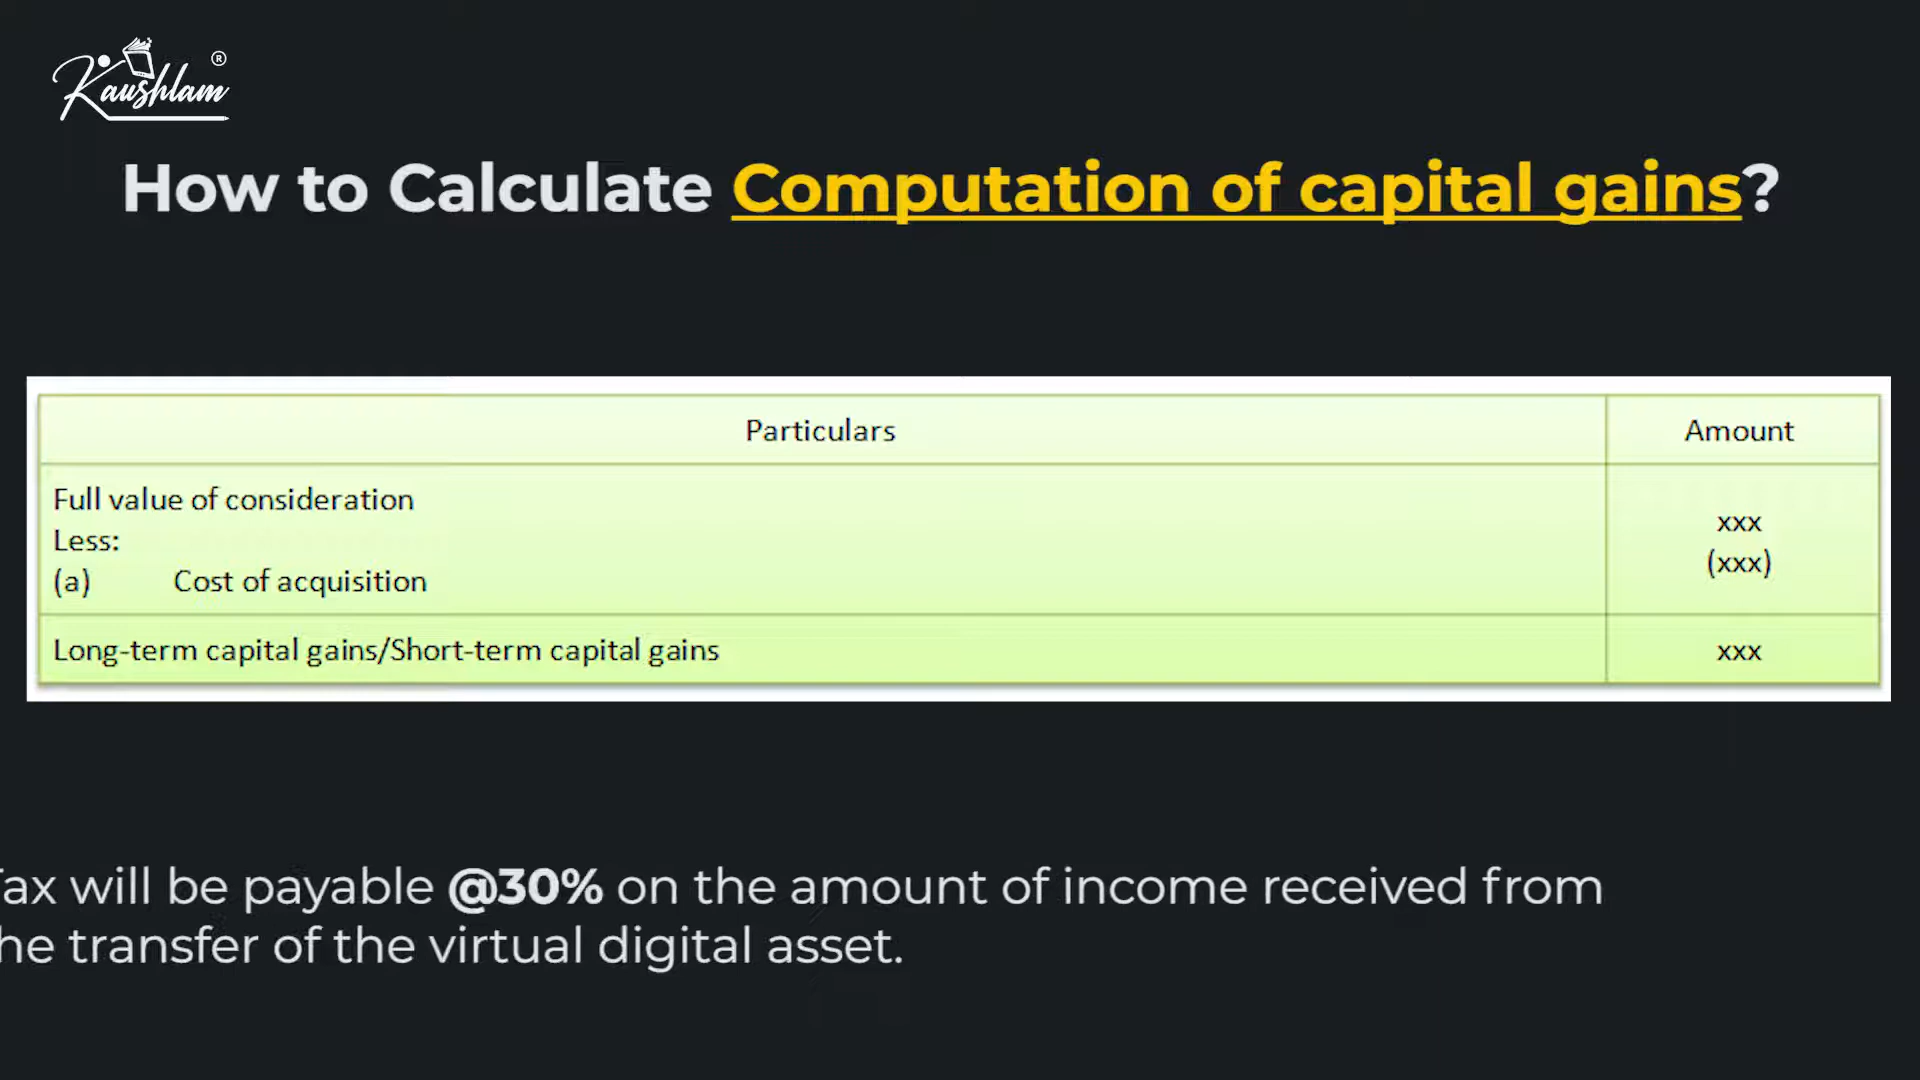 Kaushlam ®
How to Calculate Computation of capital gains?
Particulars Amount
Full value of consideration xxx
Less: (xxx)
(a) Cost of acquisition
Long-term capital gains/Short-term capital gains xxx
Tax will be payable @30% on the amount of income received from
he transfer of the virtual digital asset.